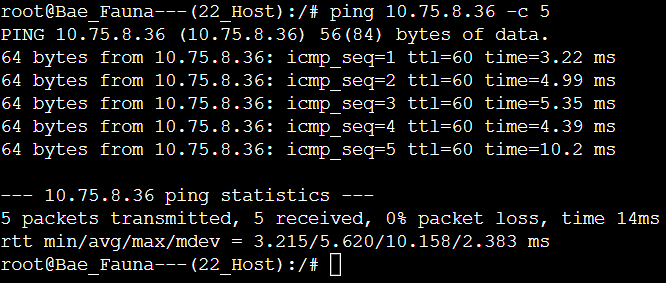 root@Bae_Fauna---(22_Host):/# ping 10.75.8.36 -c 5
PING 10.75.8.36 (10.75.8.36) 56(84) bytes of data.
64 bytes from 10.75.8.36: icmp_seq=1 ttl=60 time=3.22 ms
64 bytes from 10.75.8.36: icmp_seq=2 ttl=60 time=4.99 ms
64 bytes from 10.75.8.36: icmp_seq=3 ttl=60 time=5.35 ms
64 bytes from 10.75.8.36: icmp_seq=4 ttl=60 time=4.39 ms
64 bytes from 10.75.8.36: icmp_seq=5 ttl=60 time=10.2 ms

--- 10.75.8.36 ping statistics ---
5 packets transmitted, 5 received, 0% packet loss, time 14ms
rtt min/avg/max/mdev = 3.215/5.620/10.158/2.383 ms
root@Bae_Fauna---(22_Host):/#